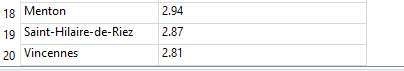 18 Menton 2.94
19 Saint-Hilaire-de-Riez 2.87
20 Vincennes 2.81